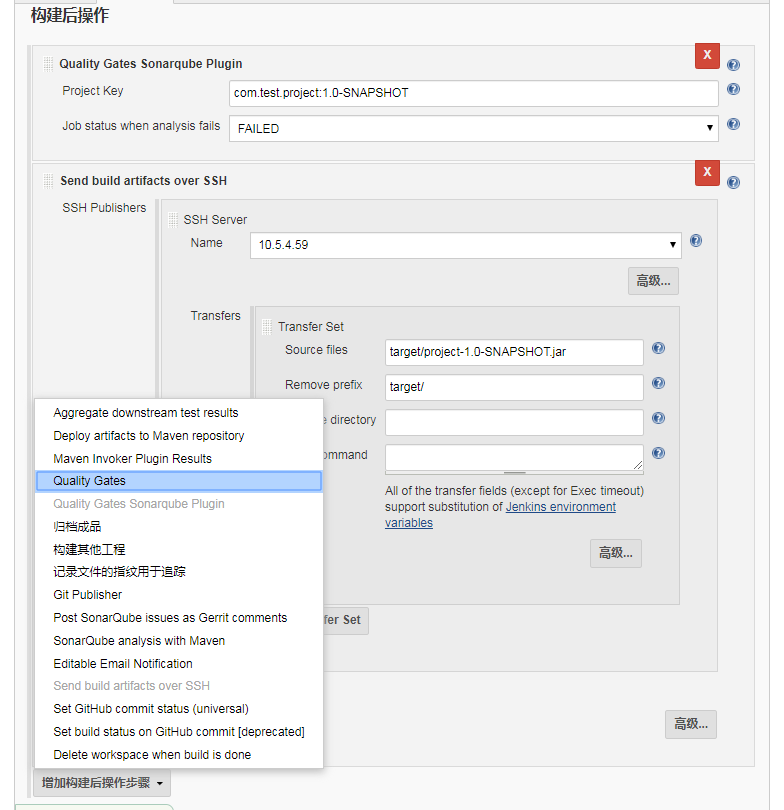 构建后操作
Quality Gates Sonarqube Plugin
X
Project Key
com.test.project:1.0-SNAPSHOT
Job status when analysis fails
FAILED
Send build artifacts over SSH
X
SSH Publishers
SSH Server
Name
10.5.4.59
高级...
Transfers
Transfer Set
Source files
target/project-1.0-SNAPSHOT.jar
Remove prefix
target/
directory
Aggregate downstream test results
Deploy artifacts to Maven repository
Maven Invoker Plugin Results
Quality Gates
Quality Gates Sonarqube Plugin
归档成品
构建其他工程
记录文件的指纹用于追踪
Git Publisher
Post SonarQube issues as Gerrit comments
SonarQube analysis with Maven
Editable Email Notification
Send build artifacts over SSH
Set GitHub commit status (universal)
Set build status on GitHub commit [deprecated]
Delete workspace when build is done
All of the transfer fields (except for Exec timeout)
support substitution of Jenkins environment
variables
高级...
Set
高级...
增加构建后操作步骤